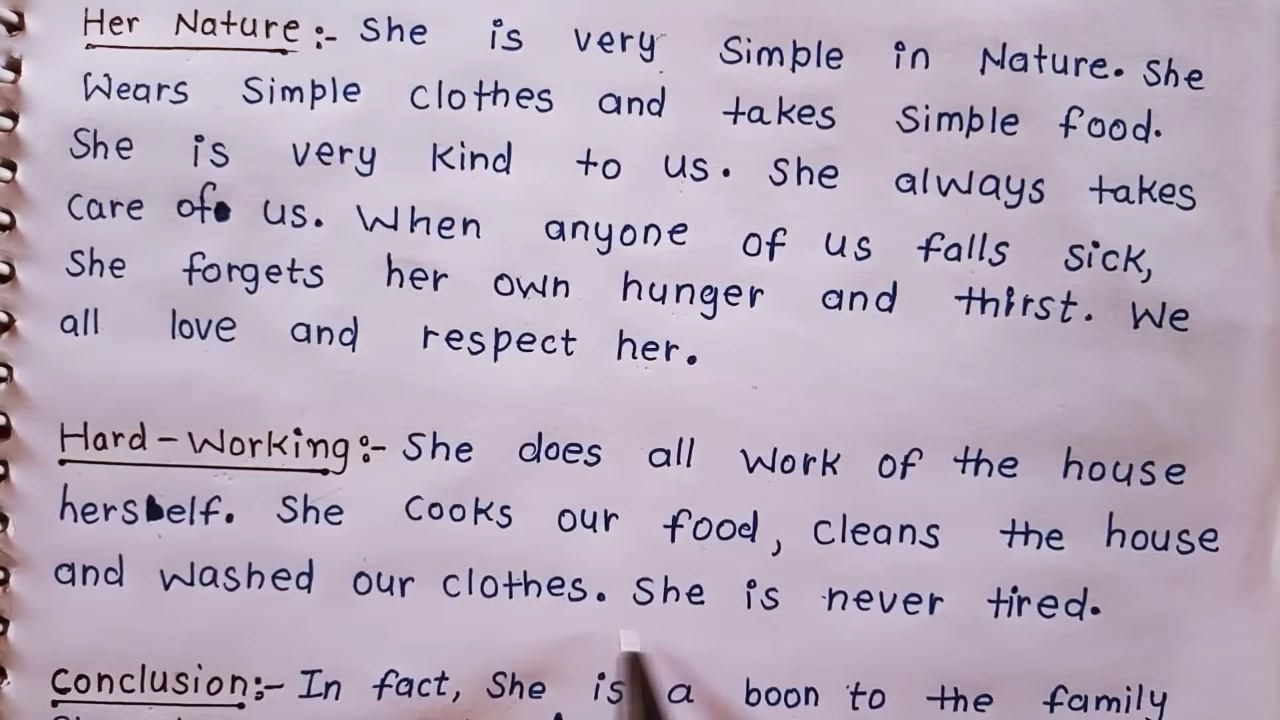 Her Nature:- She is very Simple in Nature. She
Wears Simple clothes and takes Simple food.
She is very kind to us. She always takes
care of us. When anyone of us falls sick,
She forgets her own hunger and thirst. We
all love and respect her.
Hard-Working:- She does all work of the house
herself. She cooks our food, cleans the house
and washed our clothes. She is never tired.
Conclusion:- In fact, She is a boon to the family